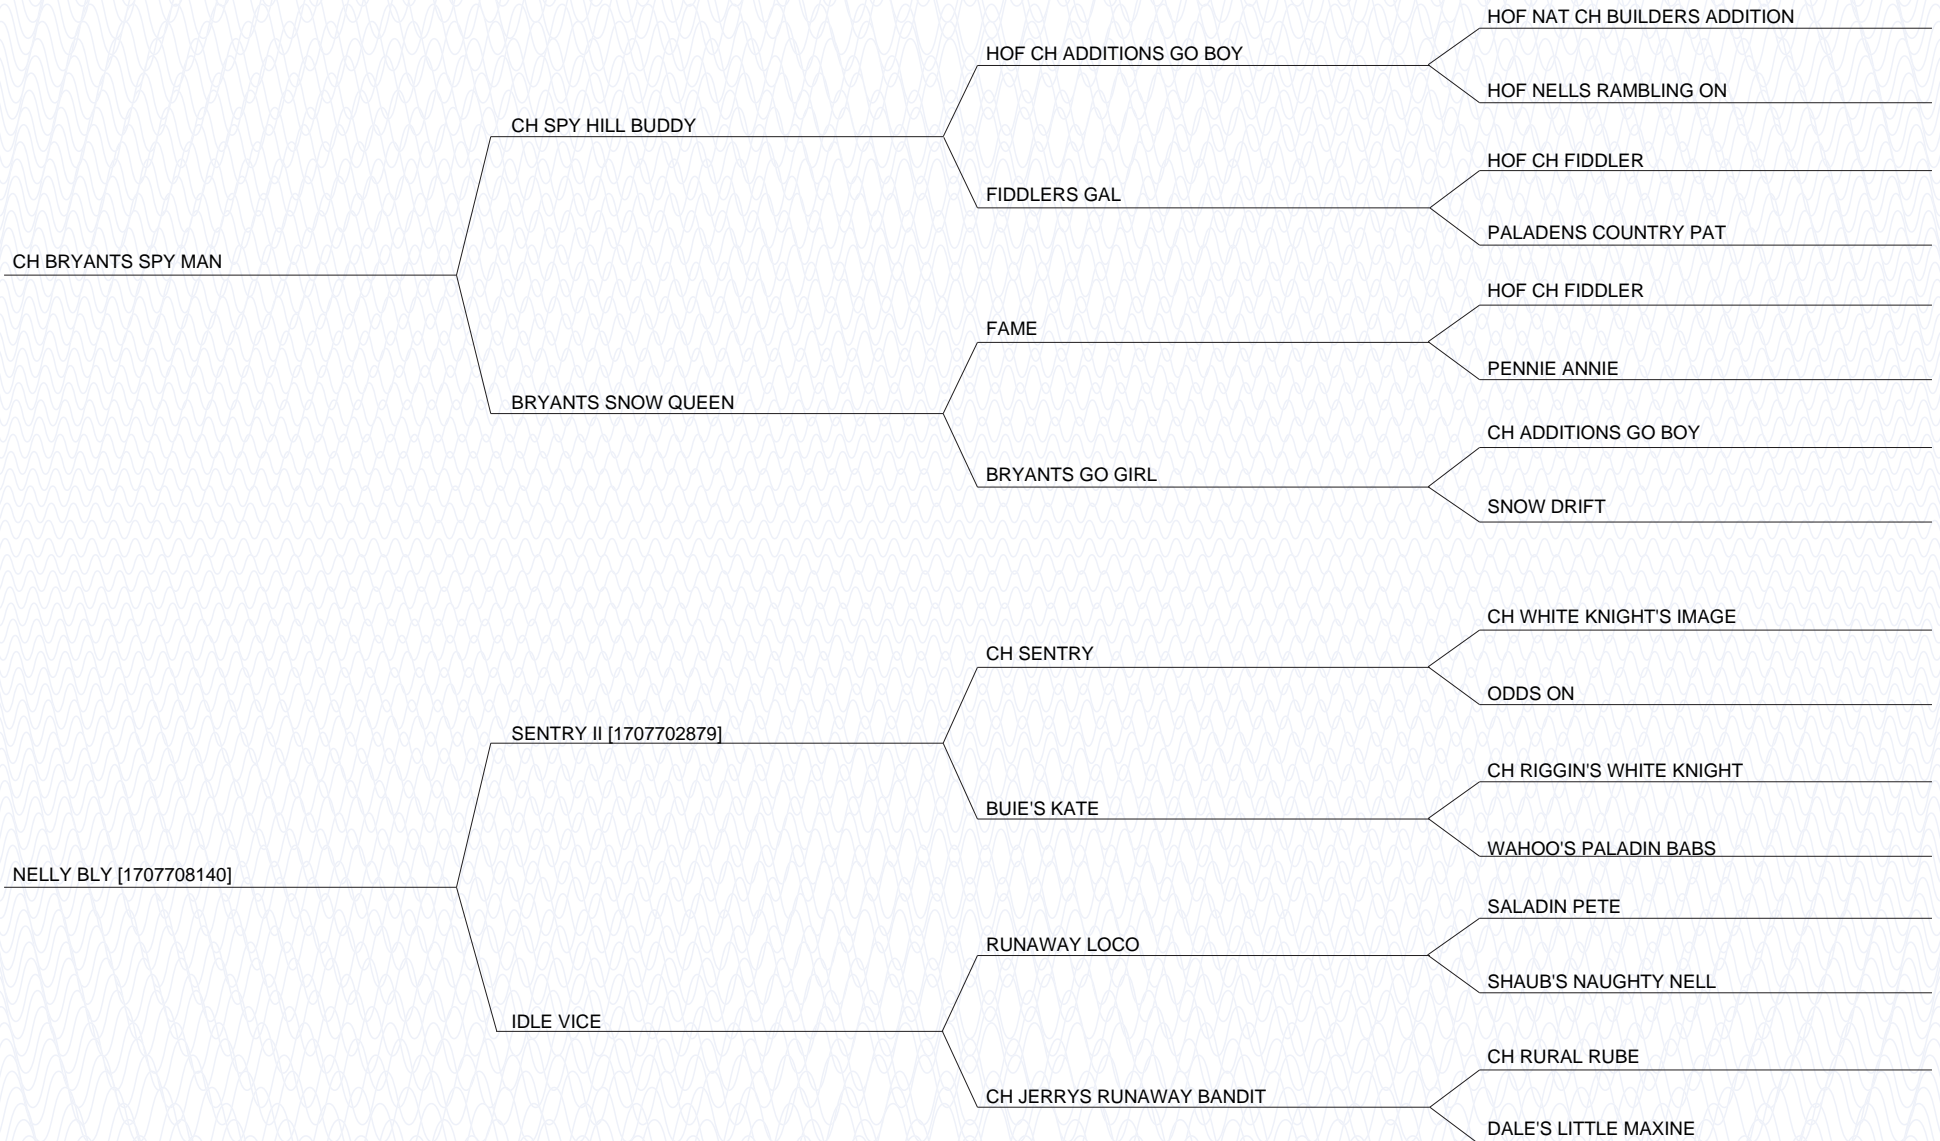 HOF NAT CH BUILDERS ADDITION
HOF CH ADDITIONS GO BOY
HOF NELLS RAMBLING ON
CH SPY HILL BUDDY
HOF CH FIDDLER
FIDDLERS GAL
PALADENS COUNTRY PAT
CH BRYANTS SPY MAN
HOF CH FIDDLER
FAME
PENNIE ANNIE
BRYANTS SNOW QUEEN
CH ADDITIONS GO BOY
BRYANTS GO GIRL
SNOW DRIFT
CH WHITE KNIGHT'S IMAGE
CH SENTRY
ODDS ON
SENTRY II [1707702879]
CH RIGGIN'S WHITE KNIGHT
BUIE'S KATE
WAHOO'S PALADIN BABS
NELLY BLY [1707708140]
SALADIN PETE
RUNAWAY LOCO
SHAUB'S NAUGHTY NELL
IDLE VICE
CH RURAL RUBE
CH JERRYS RUNAWAY BANDIT
DALE'S LITTLE MAXINE